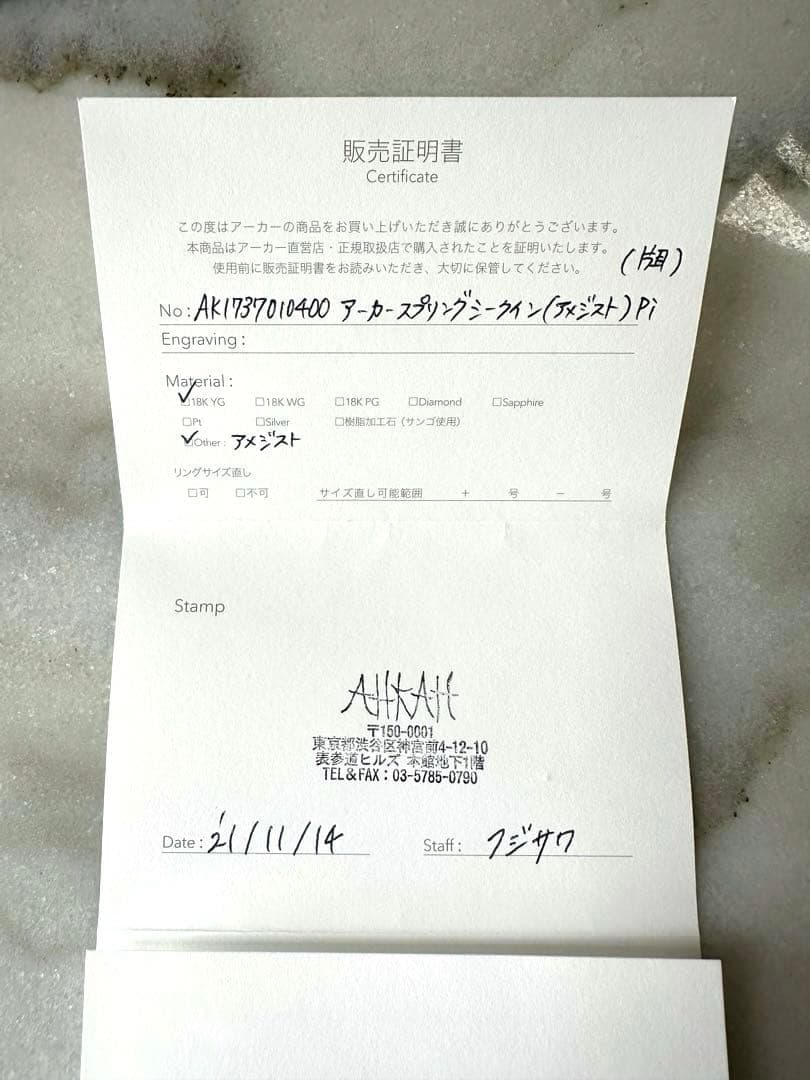 販売証明書
Certificate
この度はアーカーの商品をお買い上げいただき誠にありがとうございます。
本商品はアーカー直営店・正規取扱店で購入されたことを証明いたします。
使用前に販売証明書をお読みいただき、大切に保管してください。
(片耳)
No : AK1737010400 アーカースプリングシークイン(アメジスト)Pi
Engraving :
Material :
☑18K YG □18K WG □18K PG □Diamond □Sapphire
□Pt □Silver □樹脂加工石（サンゴ使用）
☑Other : アメジスト
リングサイズ直し
□可 □不可 サイズ直し可能範囲 + 号 − 号
Stamp
AHKAH
〒150-0001
東京都渋谷区神宮前4-12-10
表参道ヒルズ 本館地下1階
TEL&FAX：03-5785-0790
Date : '21/11/14 Staff : フジサワ